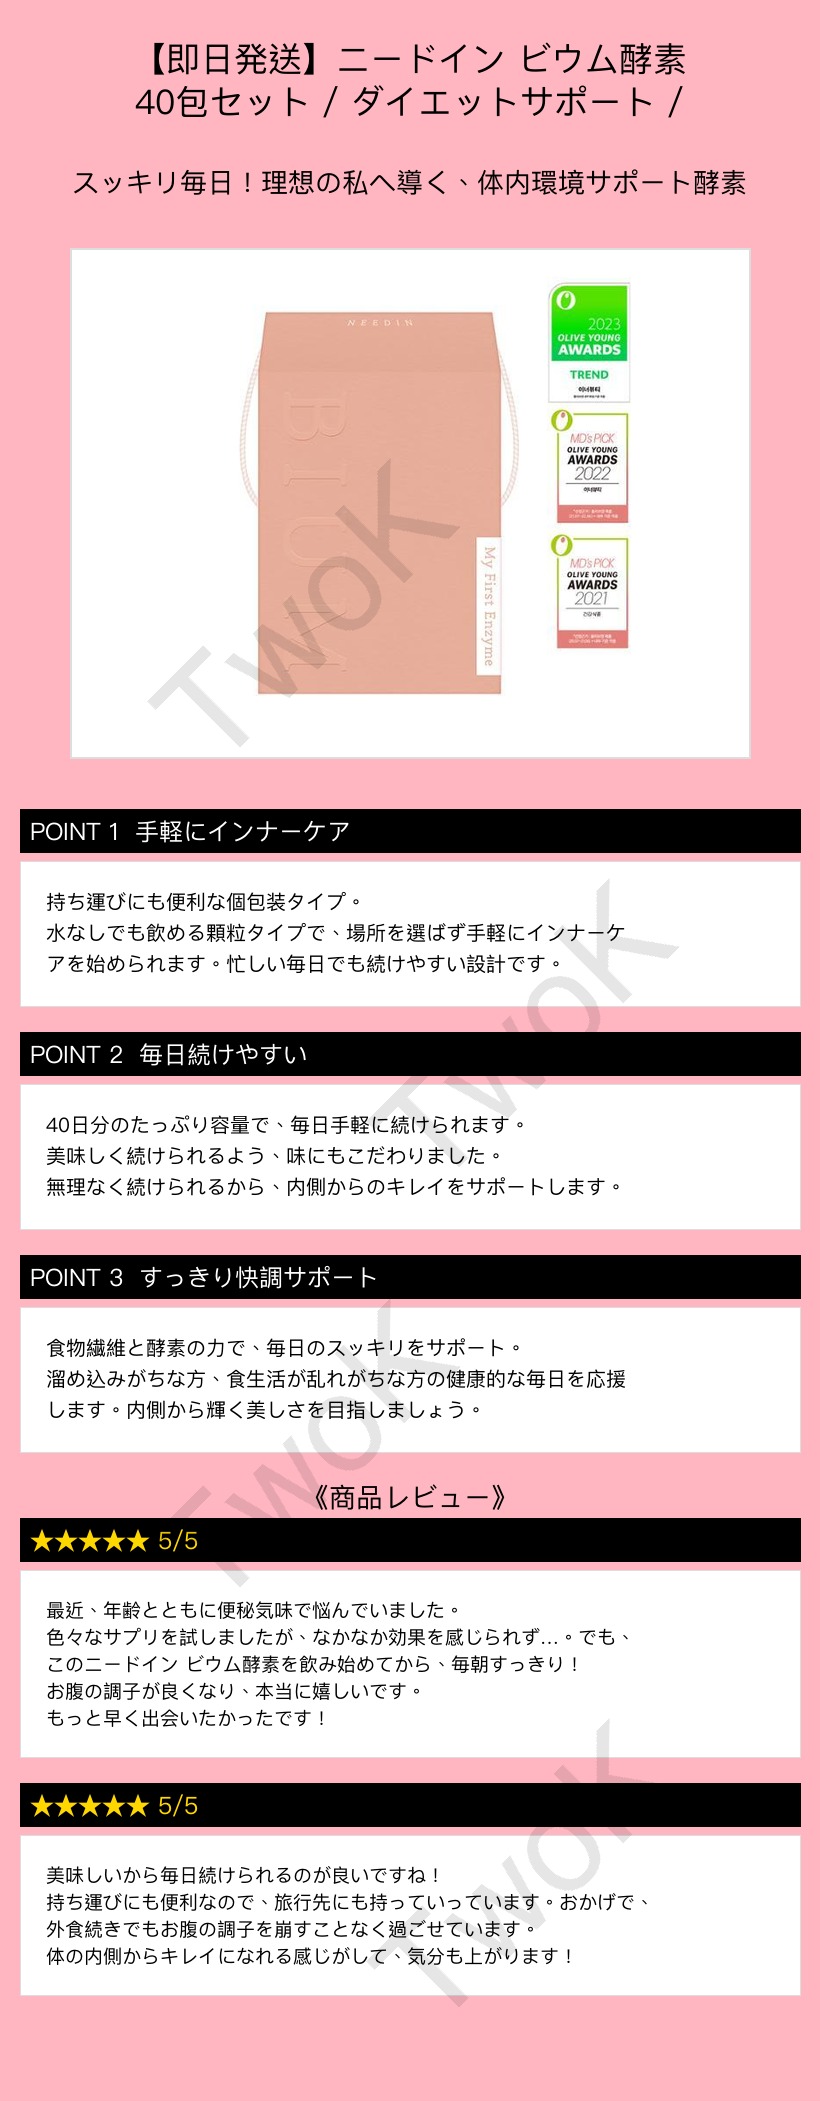 【即日発送】ニードイン ビウム酵素
40包セット / ダイエットサポート /
スッキリ毎日！理想の私へ導く、体内環境サポート酵素
NEEDIN
BIUM
My First Enzyme
2023
OLIVE YOUNG
AWARDS
TREND
이너뷰티
MD's PICK
OLIVE YOUNG
AWARDS
2022
이너뷰티
MD's PICK
OLIVE YOUNG
AWARDS
2021
건강식품
TwoK
POINT 1 手軽にインナーケア
持ち運びにも便利な個包装タイプ。
水なしでも飲める顆粒タイプで、場所を選ばず手軽にインナーケ
アを始められます。忙しい毎日でも続けやすい設計です。
TwoK
POINT 2 毎日続けやすい
40日分のたっぷり容量で、毎日手軽に続けられます。
美味しく続けられるよう、味にもこだわりました。
無理なく続けられるから、内側からのキレイをサポートします。
POINT 3 すっきり快調サポート
食物繊維と酵素の力で、毎日のスッキリをサポート。
溜め込みがちな方、食生活が乱れがちな方の健康的な毎日を応援
します。内側から輝く美しさを目指しましょう。
TwoK
《商品レビュー》
★★★★★ 5/5
最近、年齢とともに便秘気味で悩んでいました。
色々なサプリを試しましたが、なかなか効果を感じられず…。でも、
このニードイン ビウム酵素を飲み始めてから、毎朝すっきり！
お腹の調子が良くなり、本当に嬉しいです。
もっと早く出会いたかったです！
★★★★★ 5/5
美味しいから毎日続けられるのが良いですね！
持ち運びにも便利なので、旅行先にも持っていっています。おかげで、
外食続きでもお腹の調子を崩すことなく過ごせています。
体の内側からキレイになれる感じがして、気分も上がります！
TwoK